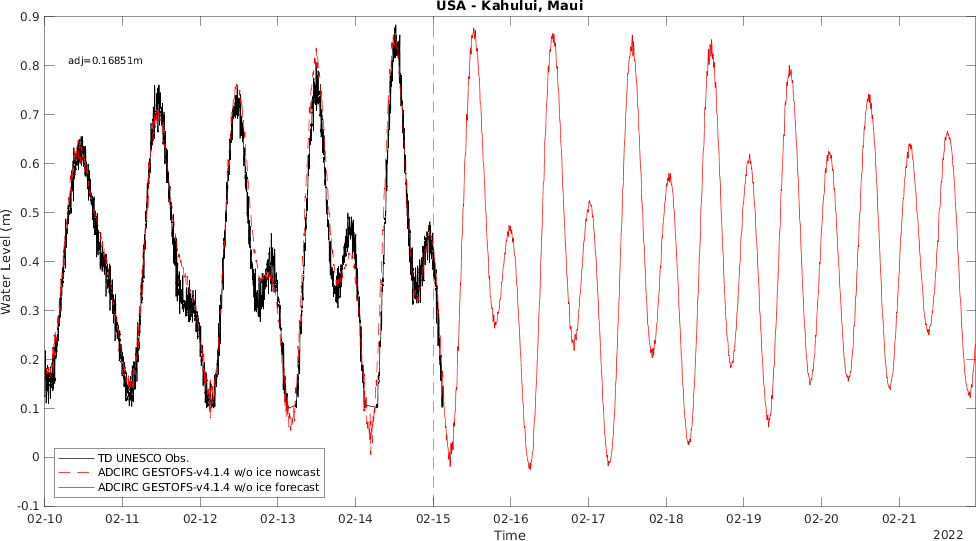 USA - Kahului, Maui
adj=0.16851m
Water Level (m)
0.9
0.8
0.7
0.6
0.5
0.4
0.3
0.2
0.1
0
-0.1
TD UNESCO Obs.
ADCIRC GESTOFS-v4.1.4 w/o ice nowcast
ADCIRC GESTOFS-v4.1.4 w/o ice forecast
02-10 02-11 02-12 02-13 02-14 02-15 02-16 02-17 02-18 02-19 02-20 02-21
Time
2022